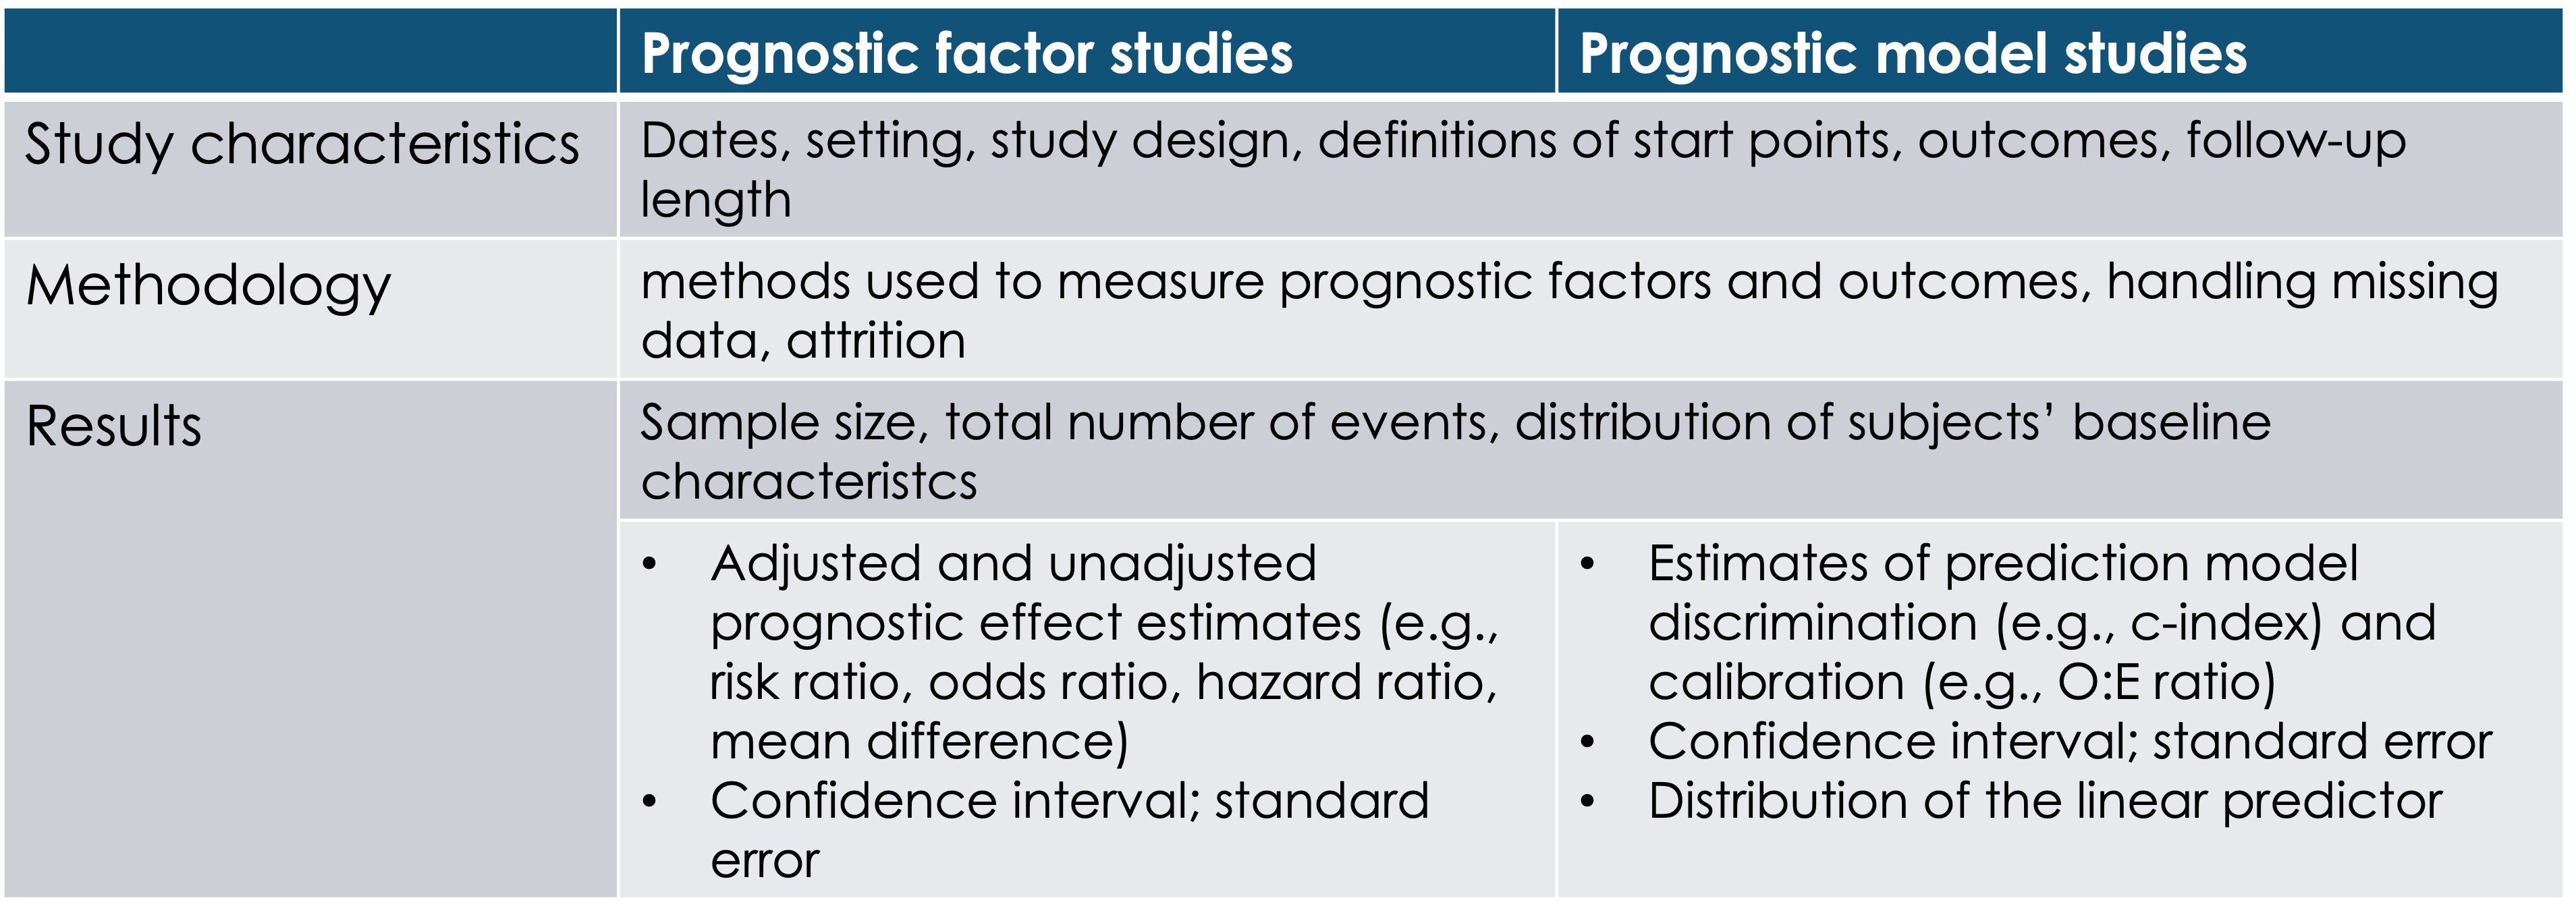 Prognostic factor studies
Prognostic model studies
Study characteristics
Dates, setting, study design, definitions of start points, outcomes, follow-up
length
Methodology
methods used to measure prognostic factors and outcomes, handling missing
data, attrition
Results
Sample size, total number of events, distribution of subjects’ baseline
characteristcs
• Adjusted and unadjusted
prognostic effect estimates (e.g.,
risk ratio, odds ratio, hazard ratio,
mean difference)
• Confidence interval; standard
error
• Estimates of prediction model
discrimination (e.g., c-index) and
calibration (e.g., O:E ratio)
• Confidence interval; standard error
• Distribution of the linear predictor